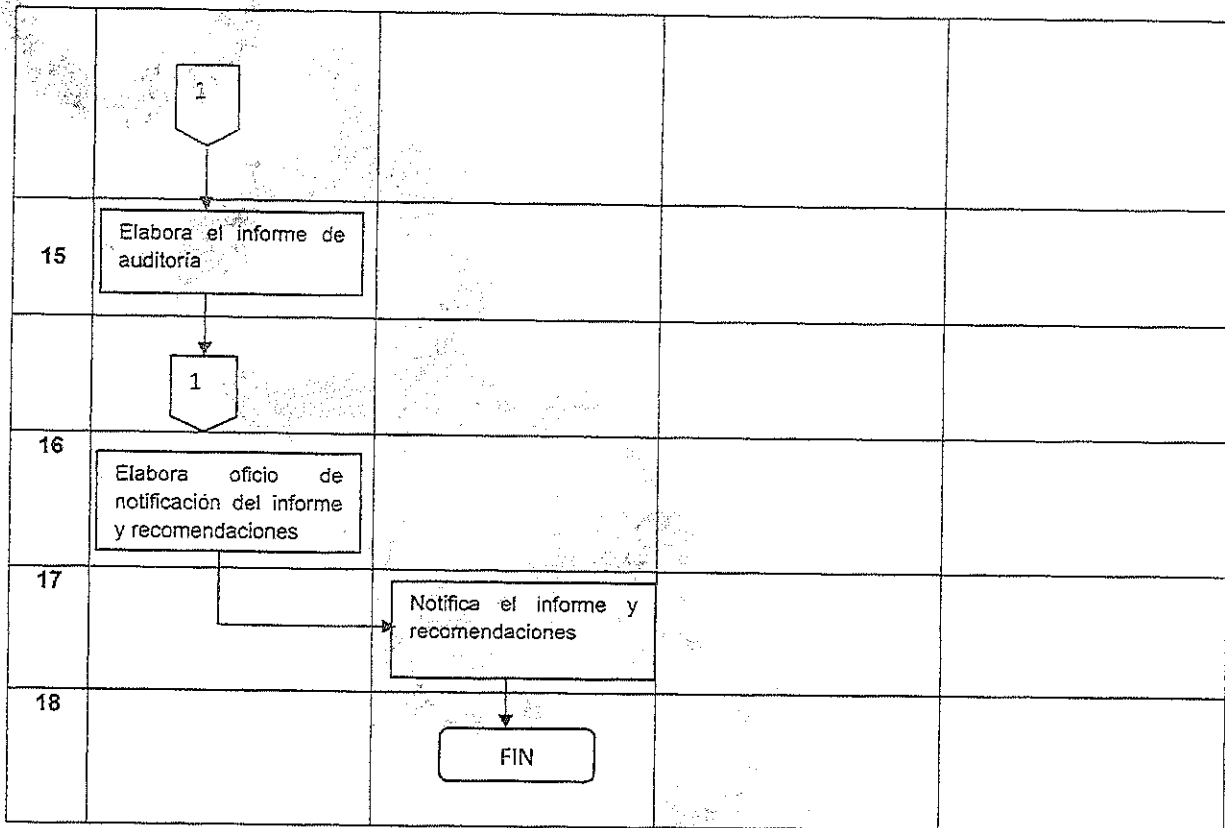 1
15
Elabora el informe de
auditoría
1
16
Elabora oficio de
notificación del informe
y recomendaciones
17
Notifica el informe y
recomendaciones
18
FIN